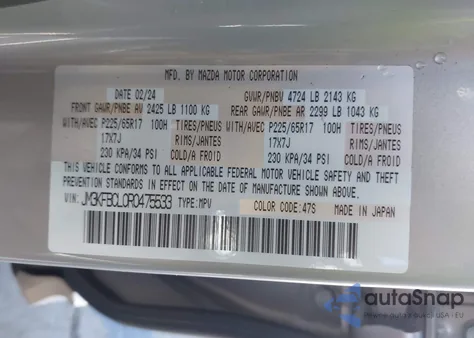 MFD. BY MAZDA MOTOR CORPORATION
DATE 02/24 GVWR/PNBV 4724 LB 2143 KG
FRONT GAWR/PNBE AV 2425 LB 1100 KG REAR GAWR/PNBE AR 2299 LB 1043 KG
WITH/AVEC P225/65R17 100H TIRES/PNEUS WITH/AVEC P225/65R17 100H TIRES/PNEUS
17X7J RIMS/JANTES 17X7J RIMS/JANTES
230 KPA/34 PSI COLD/A FROID 230 KPA/34 PSI COLD/A FROID
THIS VEHICLE CONFORMS TO ALL APPLICABLE FEDERAL MOTOR VEHICLE SAFETY AND THEFT
PREVENTION STANDARDS IN EFFECT ON THE DATE OF MANUFACTURE SHOWN ABOVE.
VIN: JM3KFBCL0R0475533 TYPE:MPV COLOR CODE:47S MADE IN JAPAN
autoSnap